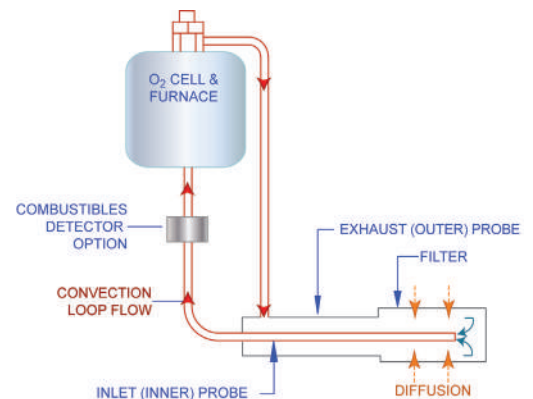 O₂ CELL &
FURNACE
COMBUSTIBLES
DETECTOR
OPTION
EXHAUST (OUTER) PROBE
FILTER
CONVECTION
LOOP FLOW
INLET (INNER) PROBE
DIFFUSION